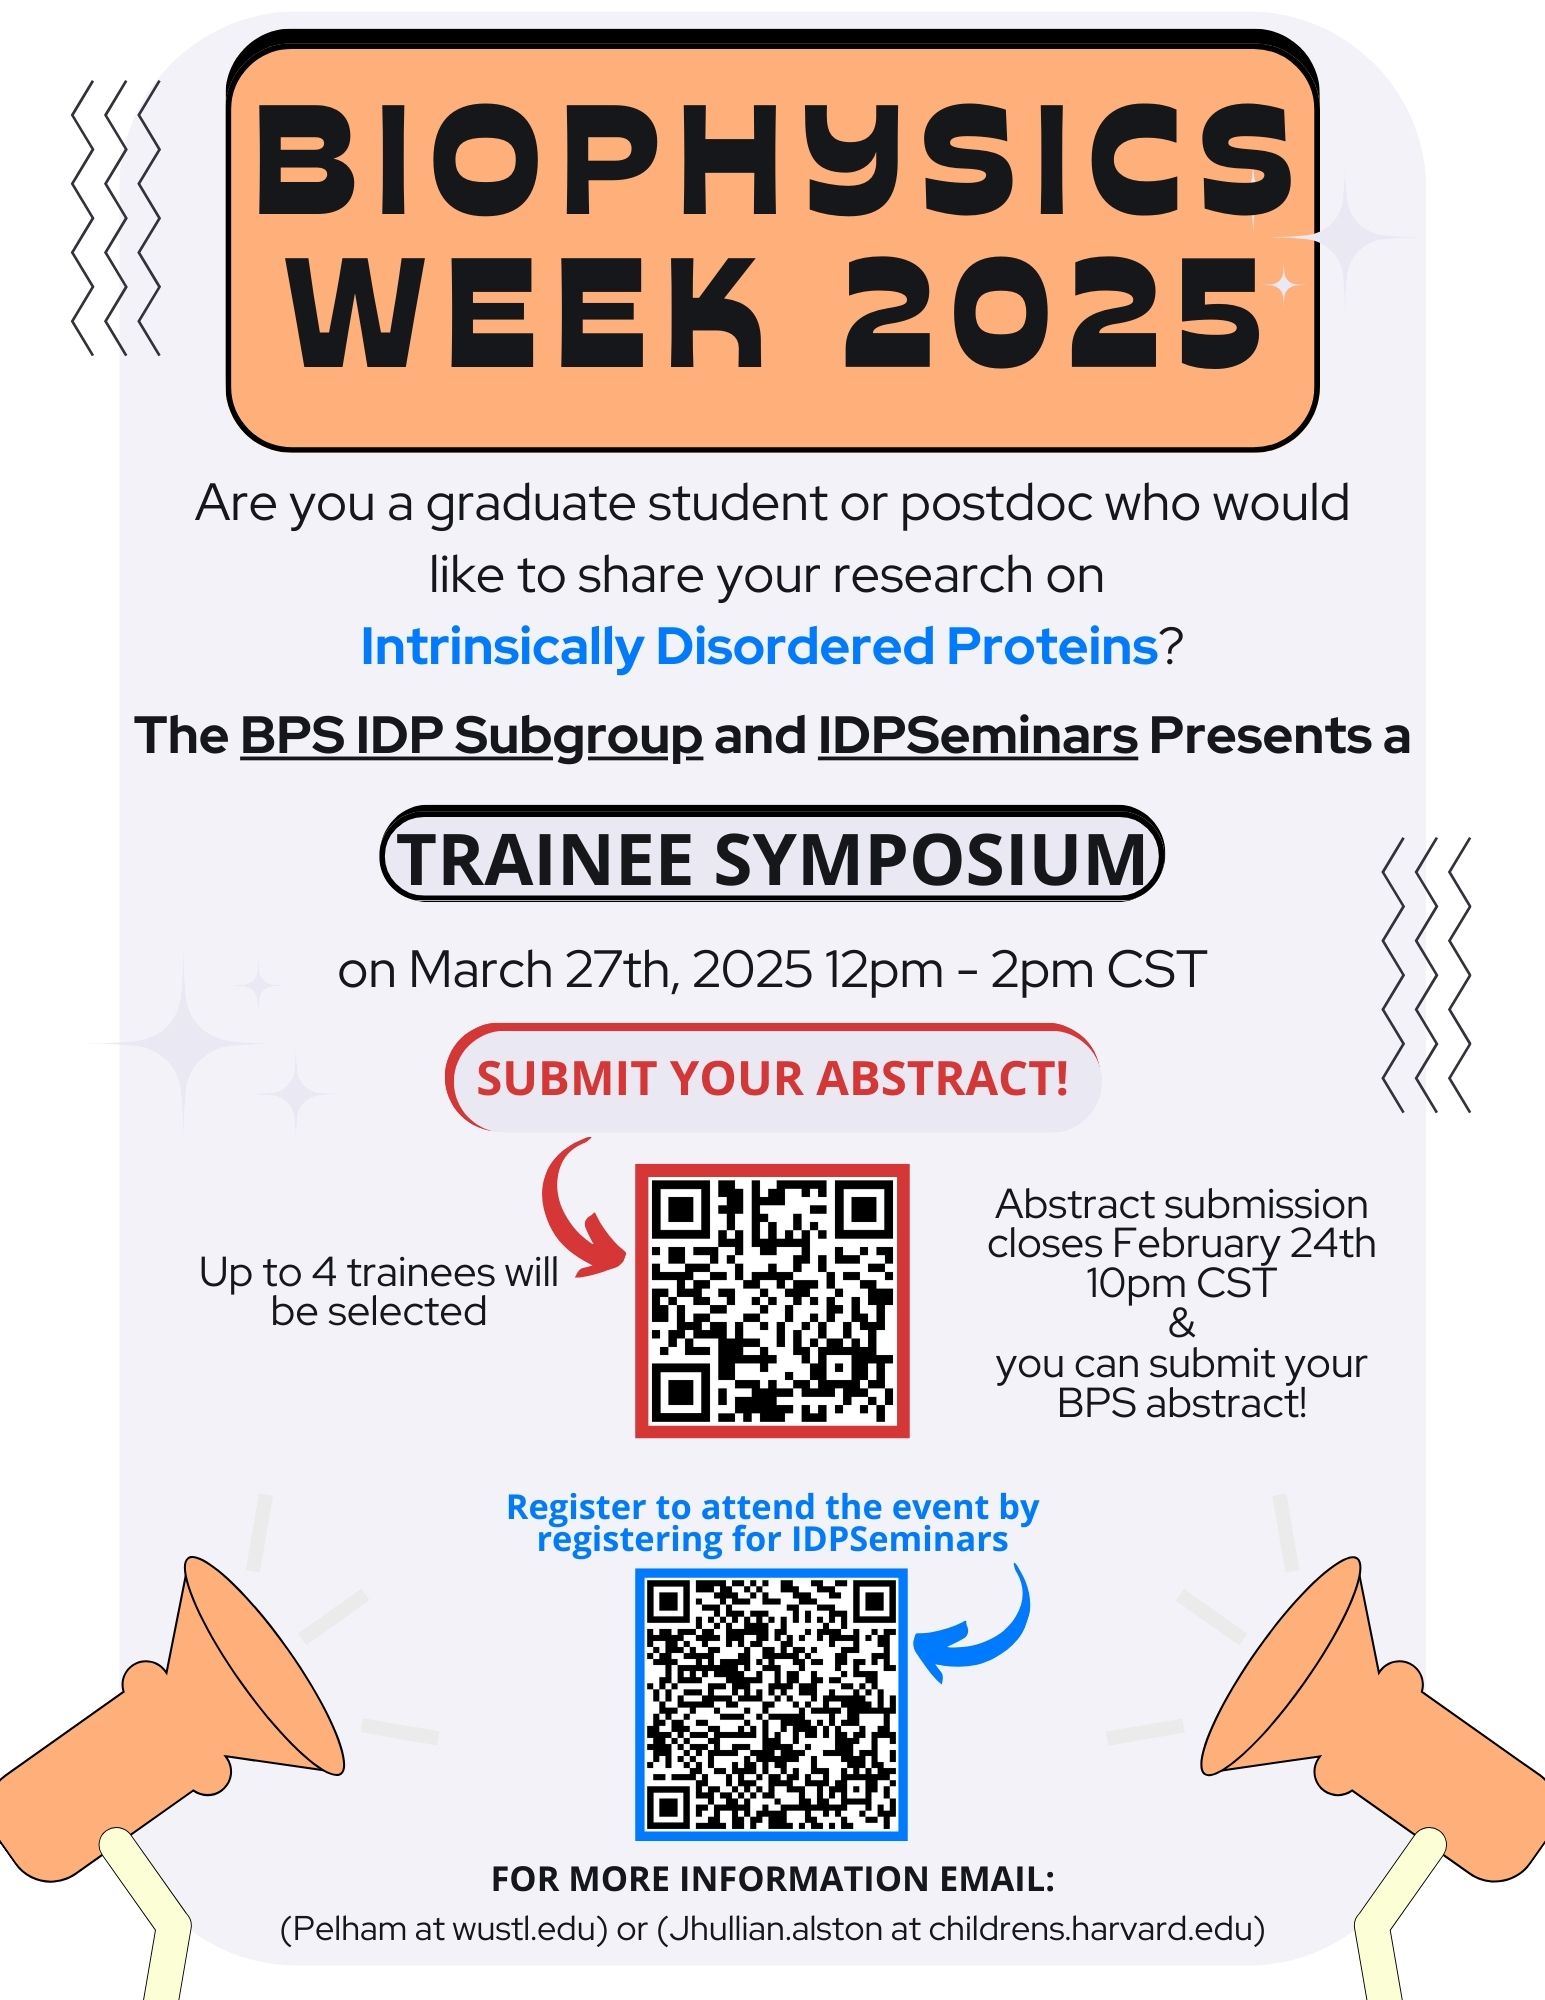 BIOPHYSICS
WEEK 2025
Are you a graduate student or postdoc who would
like to share your research on
Intrinsically Disordered Proteins?
The BPS IDP Subgroup and IDPSeminars Presents a
TRAINEE SYMPOSIUM
on March 27th, 2025 12pm - 2pm CST
SUBMIT YOUR ABSTRACT!
Up to 4 trainees will
be selected
Abstract submission
closes February 24th
10pm CST
&
you can submit your
BPS abstract!
Register to attend the event by
registering for IDPSeminars
FOR MORE INFORMATION EMAIL:
(Pelham at wustl.edu) or (Jhullian.alston at childrens.harvard.edu)